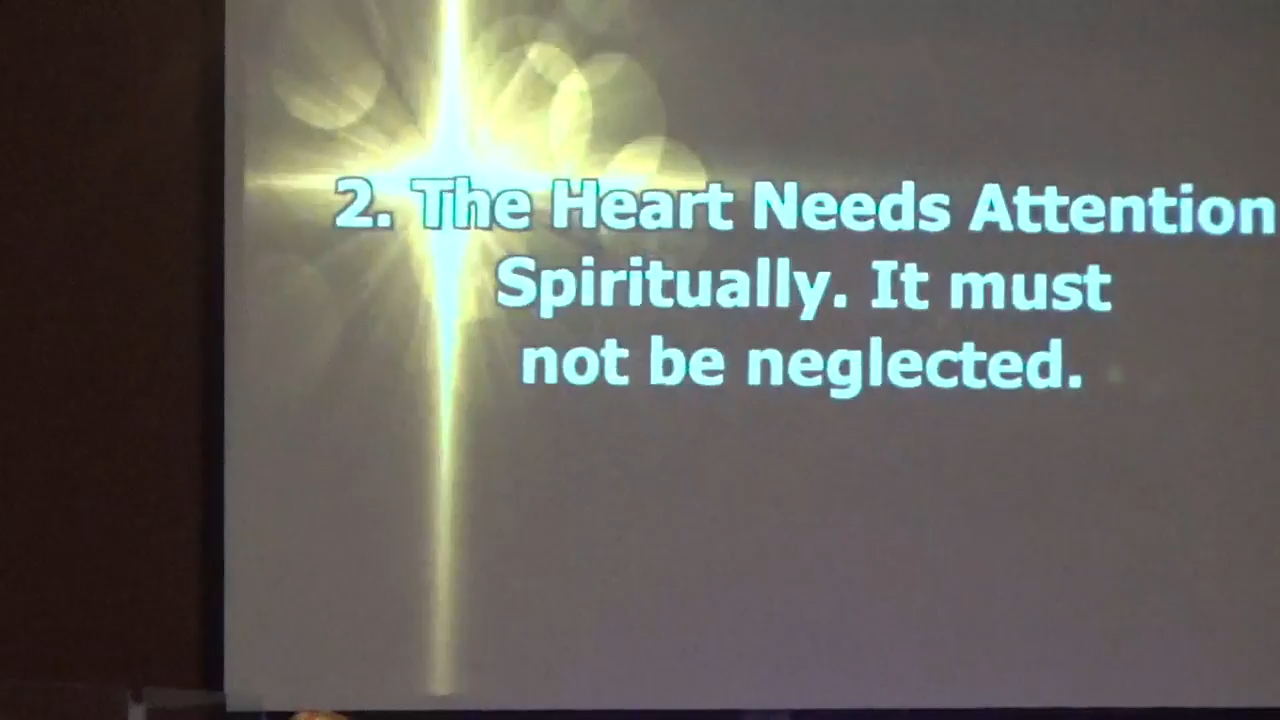 2. The Heart Needs Attention
Spiritually. It must
not be neglected.